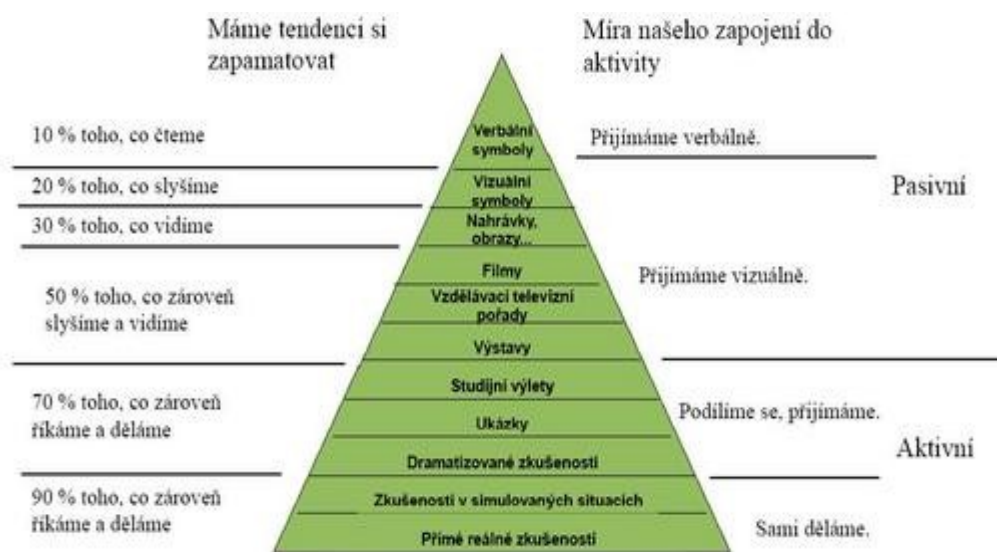 Máme tendenci si
zapamatovat
Míra našeho zapojení do
aktivity
10 % toho, co čteme
20 % toho, co slyšíme
30 % toho, co vidíme
50 % toho, co zároveň
slyšíme a vidíme
70 % toho, co zároveň
říkáme a děláme
90 % toho, co zároveň
říkáme a děláme
Verbální
symboly
Vizuální
symboly
Nahrávky,
obrazy...
Filmy
Vzdělávací televizní
pořady
Výstavy
Studijní výlety
Ukázky
Dramatizované zkušenosti
Zkušenosti v simulovaných situacích
Přímé reálné zkušenosti
Přijímáme verbálně.
Pasivní
Přijímáme vizuálně.
Podílíme se, přijímáme.
Aktivní
Sami děláme.